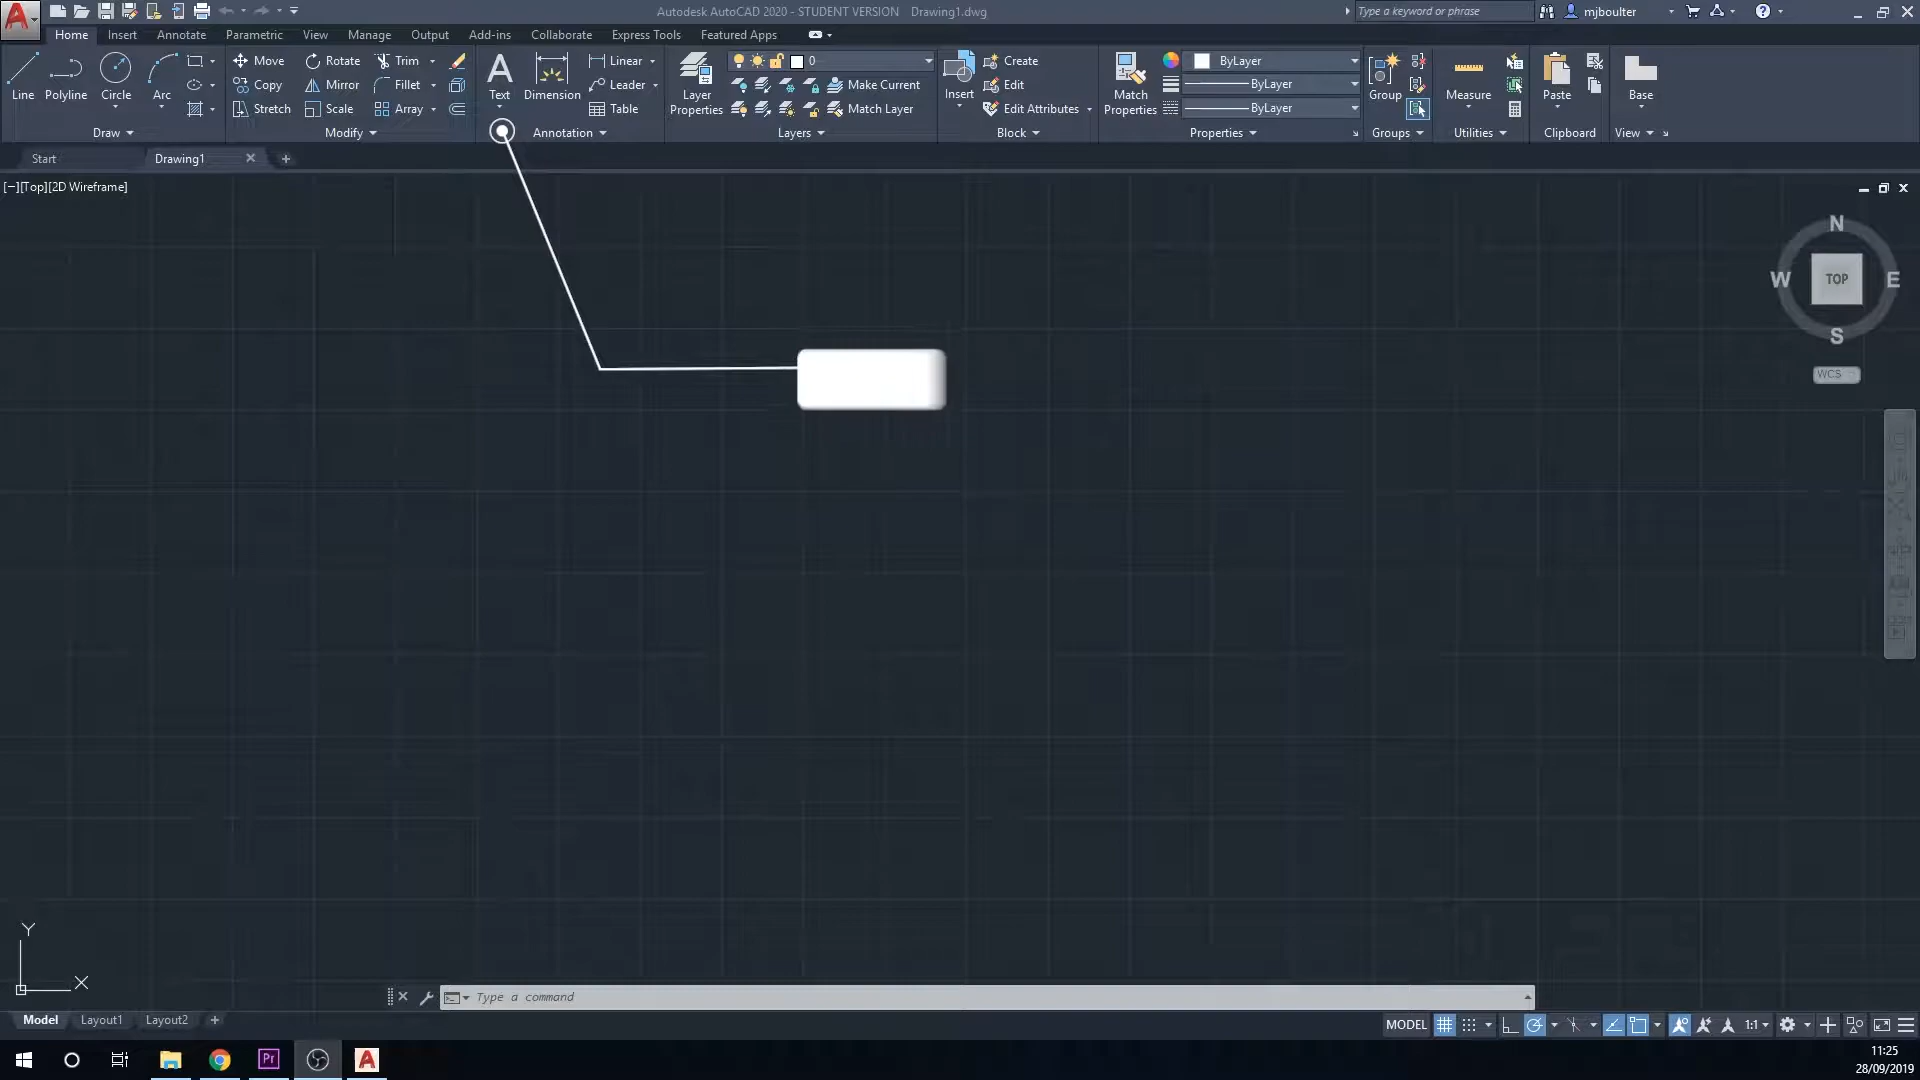 Autodesk AutoCAD 2020 - STUDENT VERSION Drawing1.dwg
Type a keyword or phrase
mjboulter
Home Insert Annotate Parametric View Manage Output Add-ins Collaborate Express Tools Featured Apps
Move Rotate Trim
Linear
0
Create
ByLayer
Copy Mirror Fillet
Leader
Make Current
Edit
ByLayer
Line Polyline Circle Arc
Text Dimension
Layer Properties
Insert
Match Properties
Group
Measure
Paste
Base
Stretch Scale Array
Table
Match Layer
Edit Attributes
ByLayer
Draw Modify Annotation Layers Block Properties Groups Utilities Clipboard View
Start Drawing1
[−][Top][2D Wireframe]
N
W TOP E
S
WCS
Y
X
Type a command
Model Layout1 Layout2
MODEL 1:1
Pr
11:25
28/09/2019